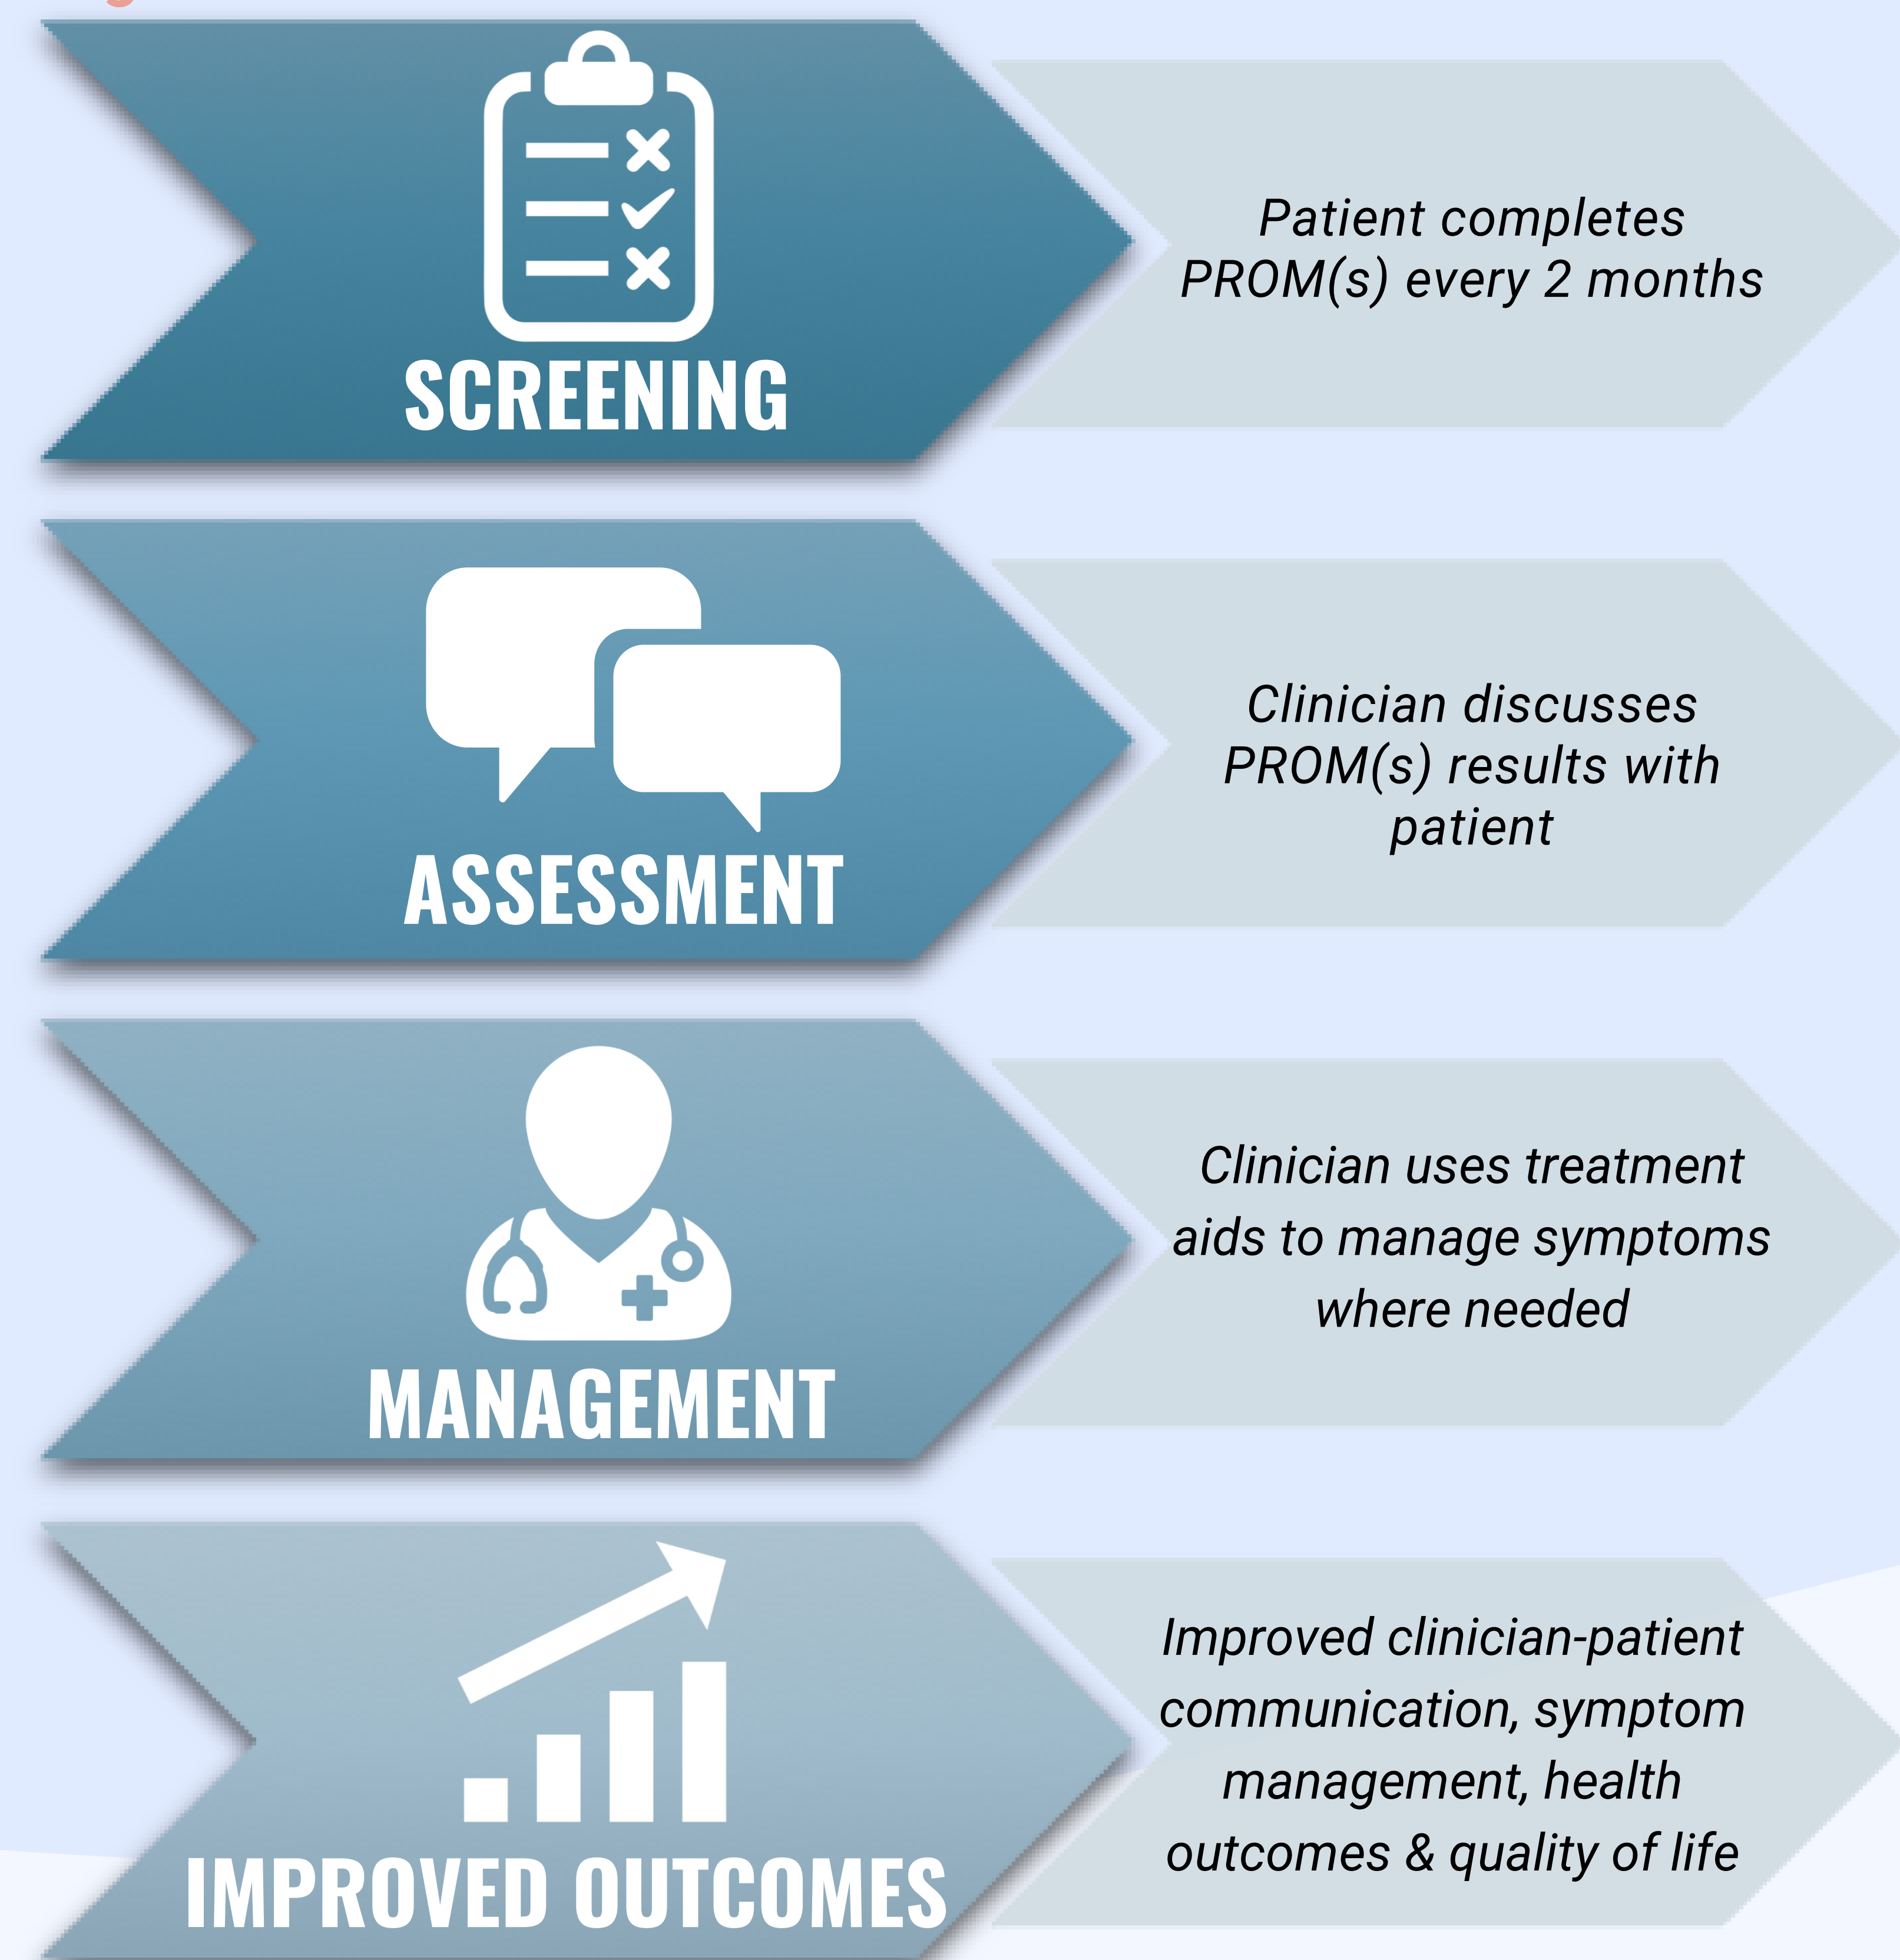 SCREENING
Patient completes
PROM(s) every 2 months
ASSESSMENT
Clinician discusses
PROM(s) results with
patient
MANAGEMENT
Clinician uses treatment
aids to manage symptoms
where needed
IMPROVED OUTCOMES
Improved clinician-patient
communication, symptom
management, health
outcomes & quality of life